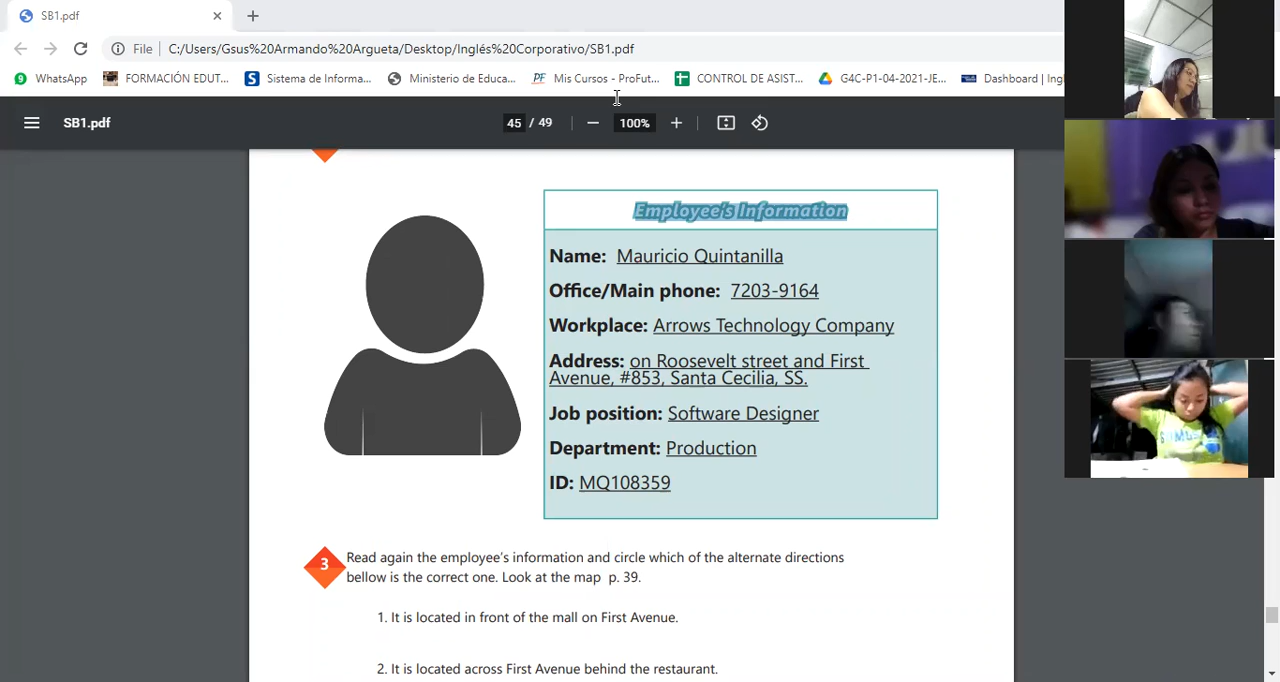 SB1.pdf
File C:/Users/Gsus%20Armando%20Argueta/Desktop/Inglés%20Corporativo/SB1.pdf
WhatsApp FORMACIÓN EDUT... Sistema de Informa... Ministerio de Educa... Mis Cursos - ProFut... CONTROL DE ASIST... G4C-P1-04-2021-JE... Dashboard | Ingl
SB1.pdf 45 / 49 100%
Employee's Information
Name: Mauricio Quintanilla
Office/Main phone: 7203-9164
Workplace: Arrows Technology Company
Address: on Roosevelt street and First
Avenue, #853, Santa Cecilia, SS.
Job position: Software Designer
Department: Production
ID: MQ108359
3 Read again the employee's information and circle which of the alternate directions
bellow is the correct one. Look at the map p. 39.
1. It is located in front of the mall on First Avenue.
2. It is located across First Avenue behind the restaurant.